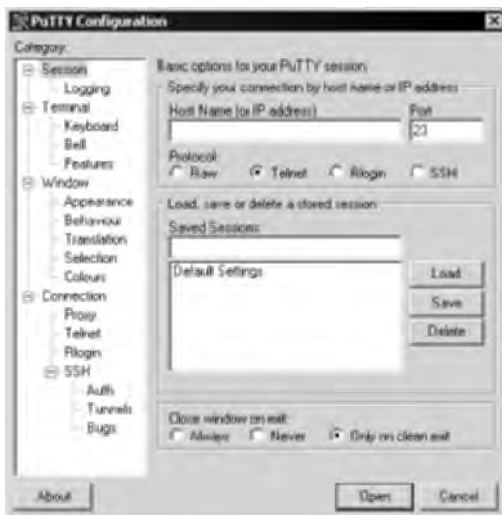 PuTTY Configuration
Category:
Session
Logging
Terminal
Keyboard
Bell
Features
Window
Appearance
Behaviour
Translation
Selection
Colours
Connection
Proxy
Telnet
Rlogin
SSH
Auth
Tunnels
Bugs
Basic options for your PuTTY session
Specify your connection by host name or IP address
Host Name (or IP address) Port
23
Protocol:
Raw Telnet Rlogin SSH
Load, save or delete a stored session
Saved Sessions
Default Settings
Load
Save
Delete
Close window on exit:
Always Never Only on clean exit
About Open Cancel